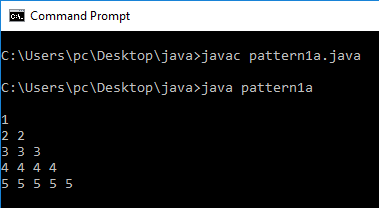 Command Prompt
C:\Users\pc\Desktop\java>javac pattern1a.java
C:\Users\pc\Desktop\java>java pattern1a
1
2 2
3 3 3
4 4 4 4
5 5 5 5 5